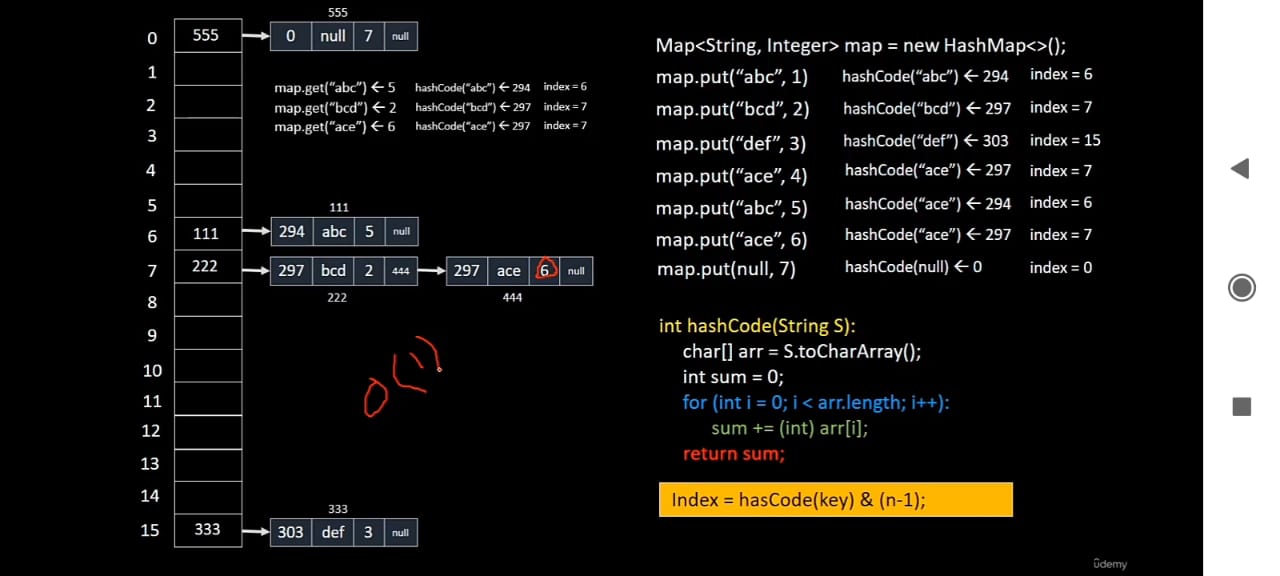 555
0 555 0 null 7 null
1
map.get(“abc”) ← 5 hashCode(“abc”) ← 294 index = 6
2 map.get(“bcd”) ← 2 hashCode(“bcd”) ← 297 index = 7
map.get(“ace”) ← 6 hashCode(“ace”) ← 297 index = 7
3
4
5
111
6 111 294 abc 5 null
7 222 297 bcd 2 444 297 ace 6 null
222 444
8
9
10
11
12
13
14
333
15 333 303 def 3 null
O(1)
Map<String, Integer> map = new HashMap<>();
map.put(“abc”, 1) hashCode(“abc”) ← 294 index = 6
map.put(“bcd”, 2) hashCode(“bcd”) ← 297 index = 7
map.put(“def”, 3) hashCode(“def”) ← 303 index = 15
map.put(“ace”, 4) hashCode(“ace”) ← 297 index = 7
map.put(“abc”, 5) hashCode(“ace”) ← 294 index = 6
map.put(“ace”, 6) hashCode(“ace”) ← 297 index = 7
map.put(null, 7) hashCode(null) ← 0 index = 0
int hashCode(String S):
char[] arr = S.toCharArray();
int sum = 0;
for (int i = 0; i < arr.length; i++):
sum += (int) arr[i];
return sum;
Index = hasCode(key) & (n-1);
ûdemy